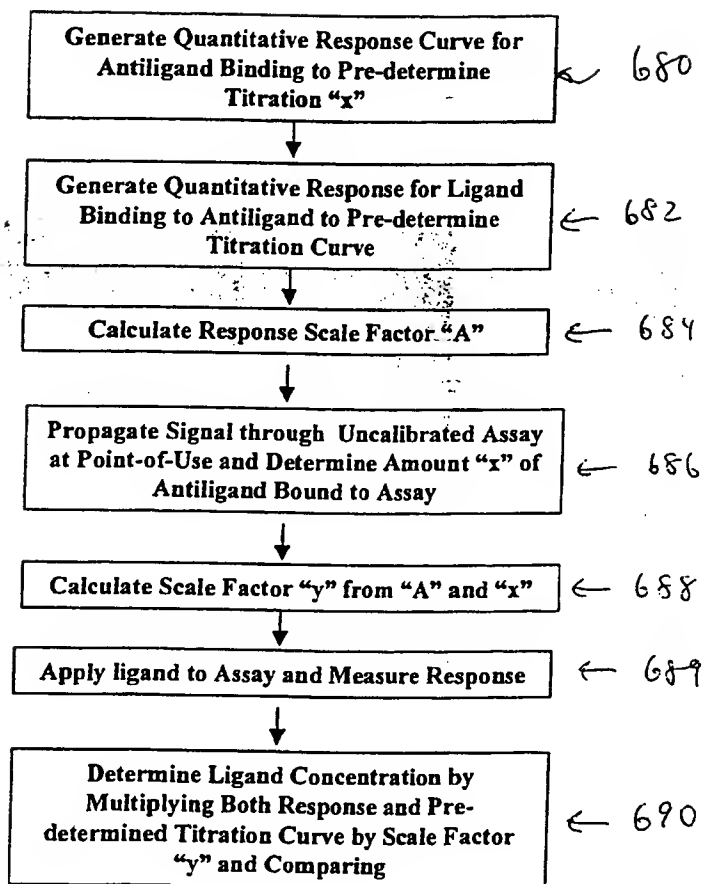 Generate Quantitative Response Curve for
Antiligand Binding to Pre-determine
Titration “x”
680
Generate Quantitative Response for Ligand
Binding to Antiligand to Pre-determine
Titration Curve
682
Calculate Response Scale Factor “A”
684
Propagate Signal through Uncalibrated Assay
at Point-of-Use and Determine Amount “x” of
Antiligand Bound to Assay
686
Calculate Scale Factor “y” from “A” and “x”
688
Apply ligand to Assay and Measure Response
689
Determine Ligand Concentration by
Multiplying Both Response and Pre-
determined Titration Curve by Scale Factor
“y” and Comparing
690